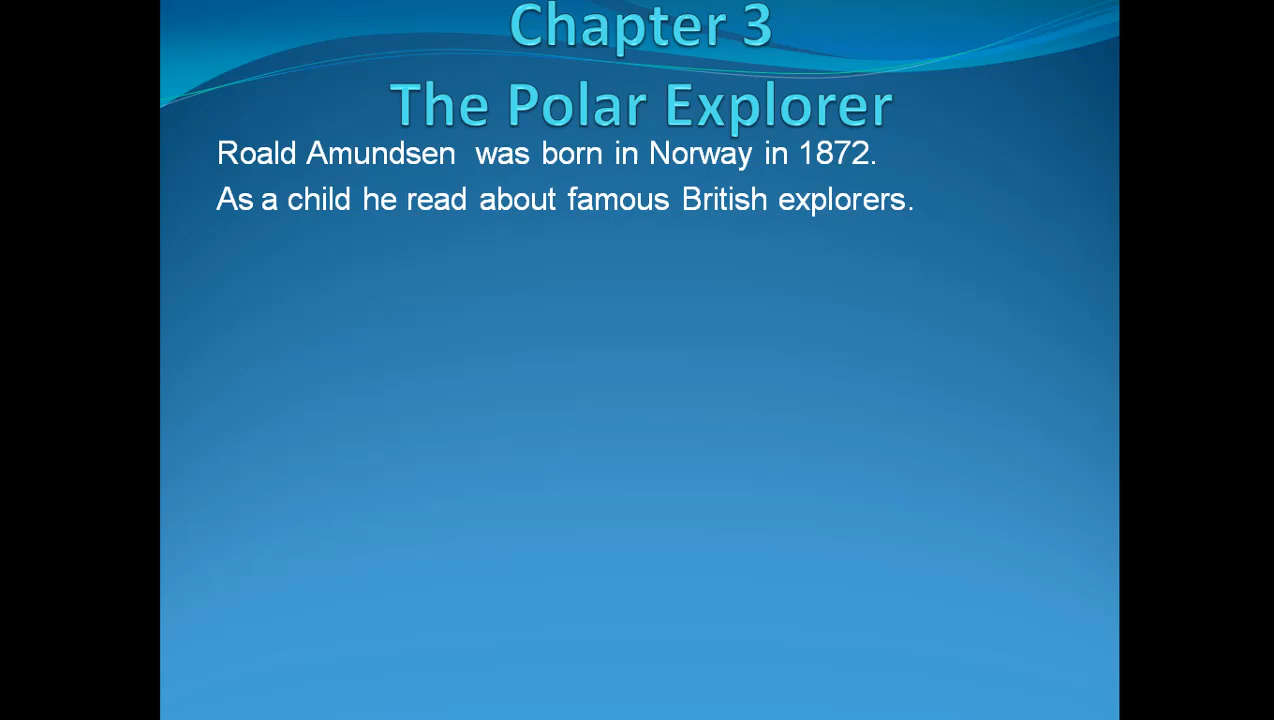 Chapter 3
The Polar Explorer
Roald Amundsen was born in Norway in 1872.
As a child he read about famous British explorers.